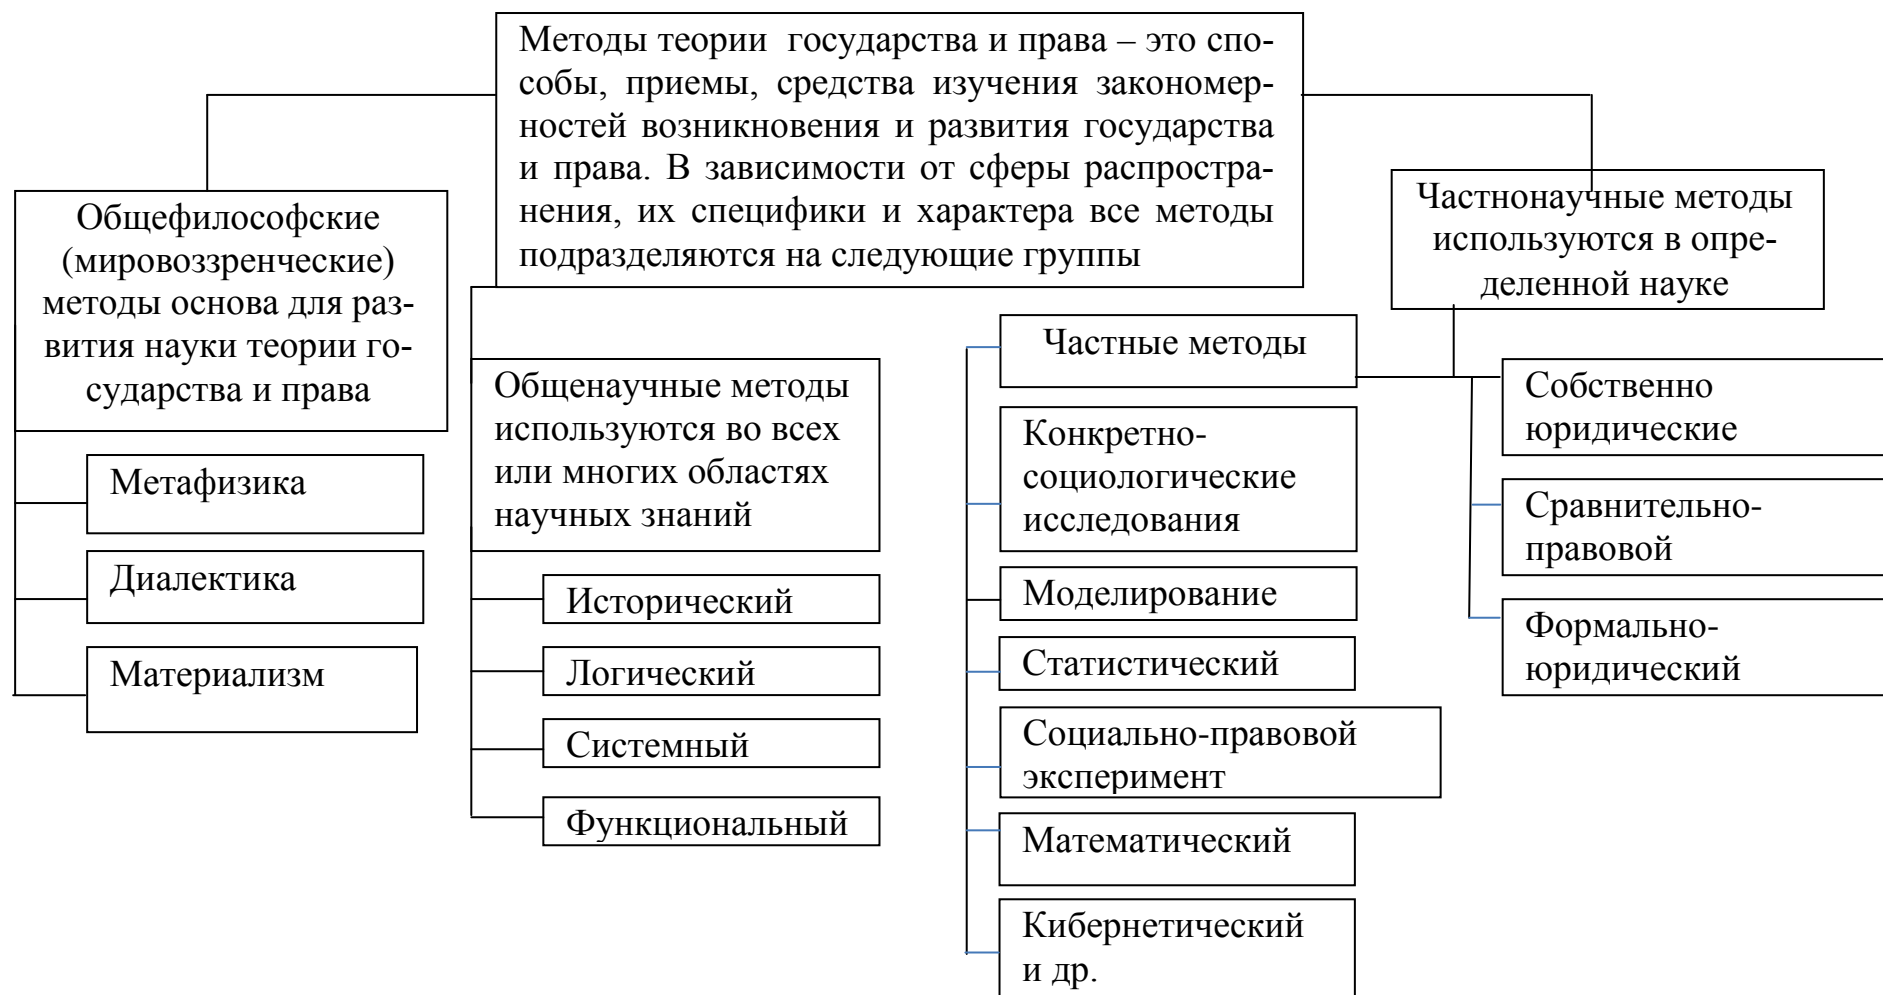 Методы теории государства и права – это спо-
собы, приемы, средства изучения закономер-
ностей возникновения и развития государства
и права. В зависимости от сферы распростра-
нения, их специфики и характера все методы
подразделяются на следующие группы
Общефилософские
(мировоззренческие)
методы основа для раз-
вития науки теории го-
сударства и права
Метафизика
Диалектика
Материализм
Общенаучные методы
используются во всех
или многих областях
научных знаний
Исторический
Логический
Системный
Функциональный
Частнонаучные методы
используются в опре-
деленной науке
Частные методы
Конкретно-
социологические
исследования
Моделирование
Статистический
Социально-правовой
эксперимент
Математический
Кибернетический
и др.
Собственно
юридические
Сравнительно-
правовой
Формально-
юридический